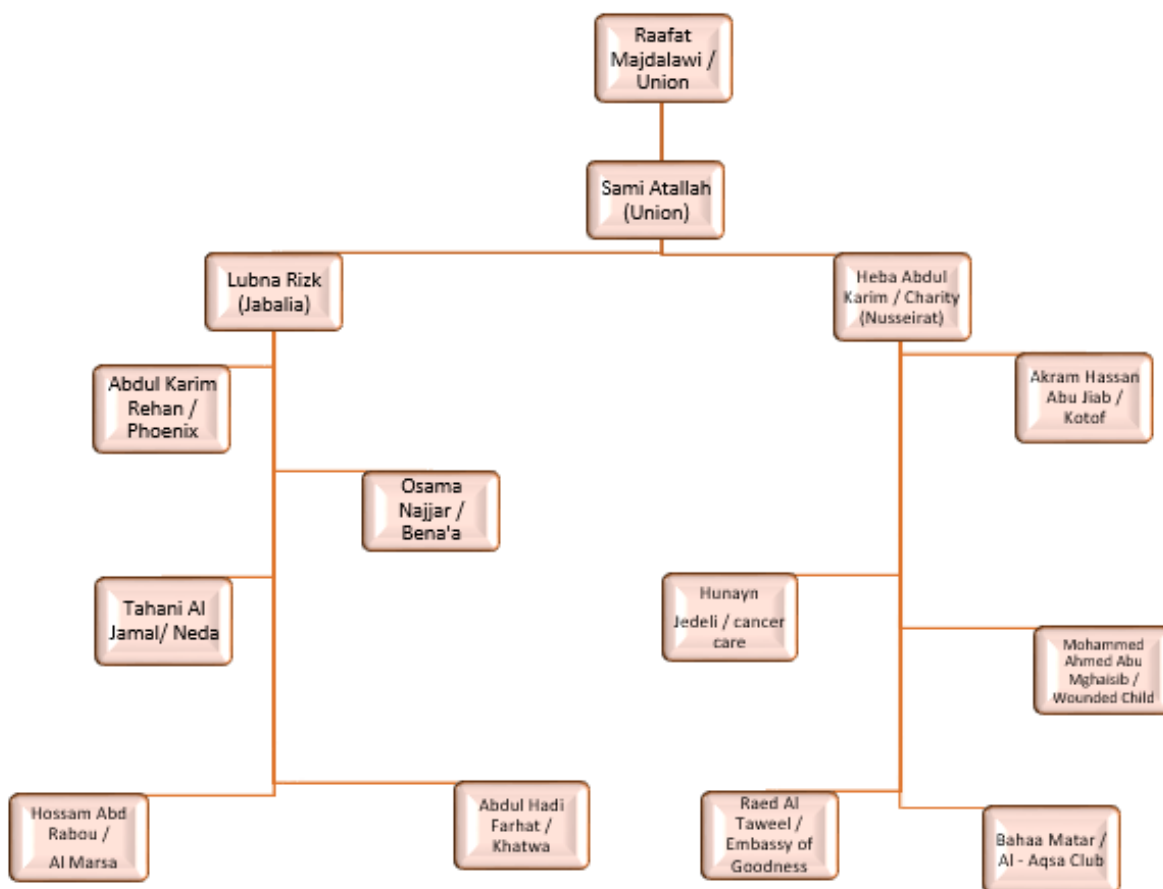 Raafat
Majdalawi /
Union
Sami Atallah
(Union)
Lubna Rizk
(Jabalia)
Heba Abdul
Karim / Charity
(Nusseirat)
Abdul Karim
Rehan /
Phoenix
Akram Hassan
Abu Jiab /
Kotof
Osama
Najjar /
Bena'a
Tahani Al
Jamal/ Neda
Hunayn
Jedeli / cancer
care
Mohammed
Ahmed Abu
Mghaisib /
Wounded Child
Hossam Abd
Rabou /
Al Marsa
Abdul Hadi
Farhat /
Khatwa
Raed Al
Taweel /
Embassy of
Goodness
Bahaa Matar /
Al - Aqsa Club